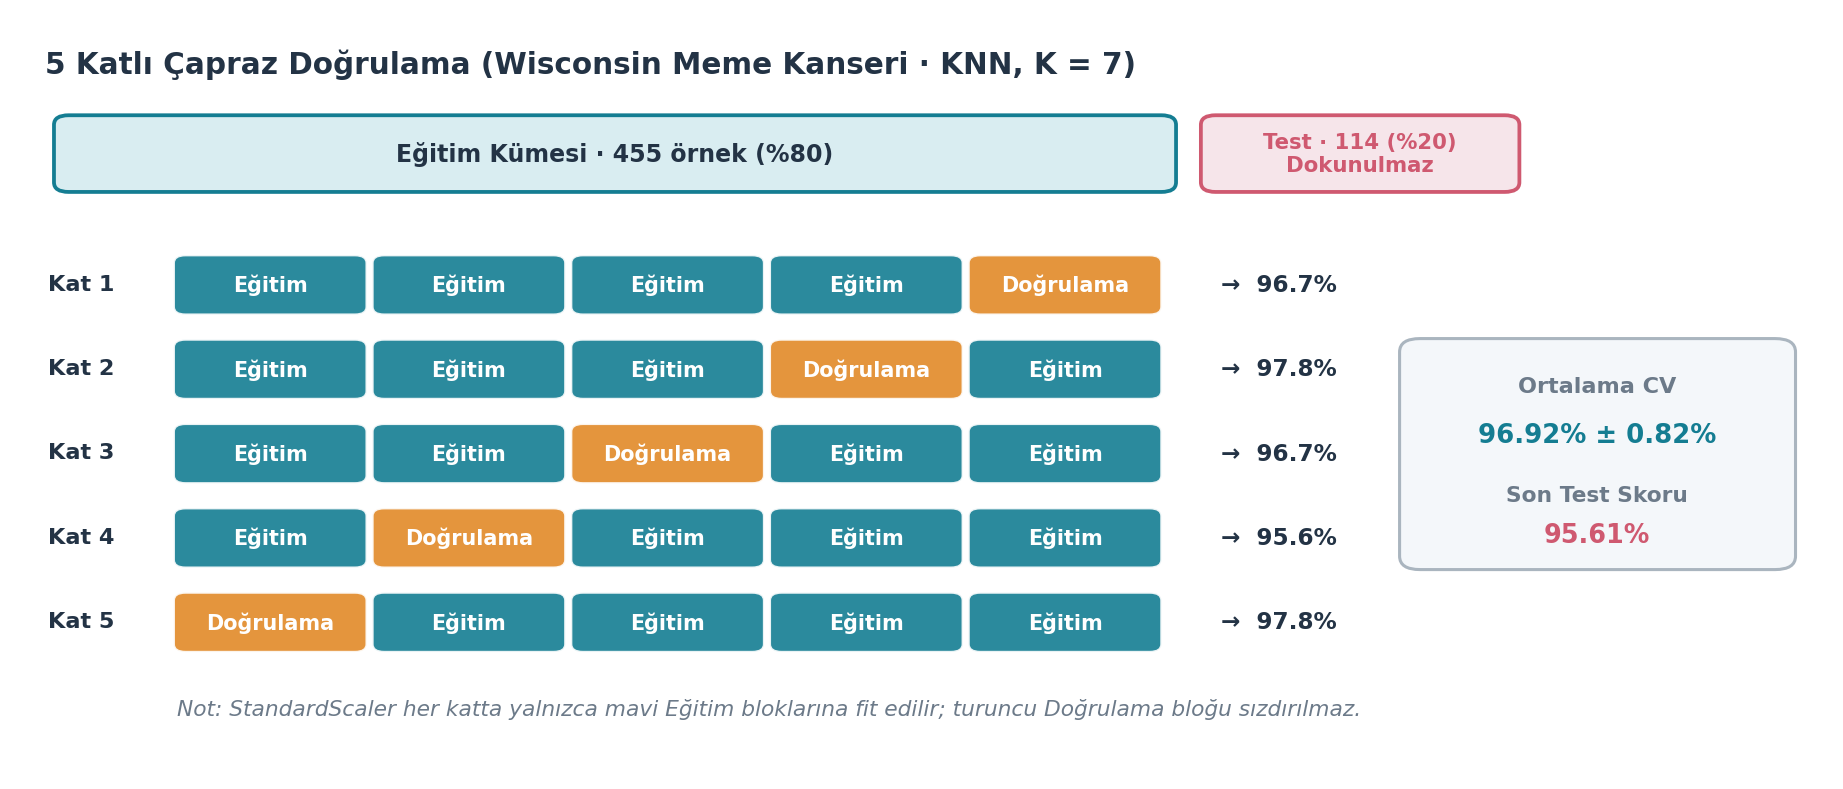 5 Katlı Çapraz Doğrulama (Wisconsin Meme Kanseri · KNN, K = 7)
Eğitim Kümesi · 455 örnek (%80)
Test · 114 (%20)
Dokunulmaz
Kat 1 Eğitim Eğitim Eğitim Eğitim Doğrulama → 96.7%
Kat 2 Eğitim Eğitim Eğitim Doğrulama Eğitim → 97.8%
Kat 3 Eğitim Eğitim Doğrulama Eğitim Eğitim → 96.7%
Kat 4 Eğitim Doğrulama Eğitim Eğitim Eğitim → 95.6%
Kat 5 Doğrulama Eğitim Eğitim Eğitim Eğitim → 97.8%
Ortalama CV
96.92% ± 0.82%
Son Test Skoru
95.61%
Not: StandardScaler her katta yalnızca mavi Eğitim bloklarına fit edilir; turuncu Doğrulama bloğu sızdırılmaz.